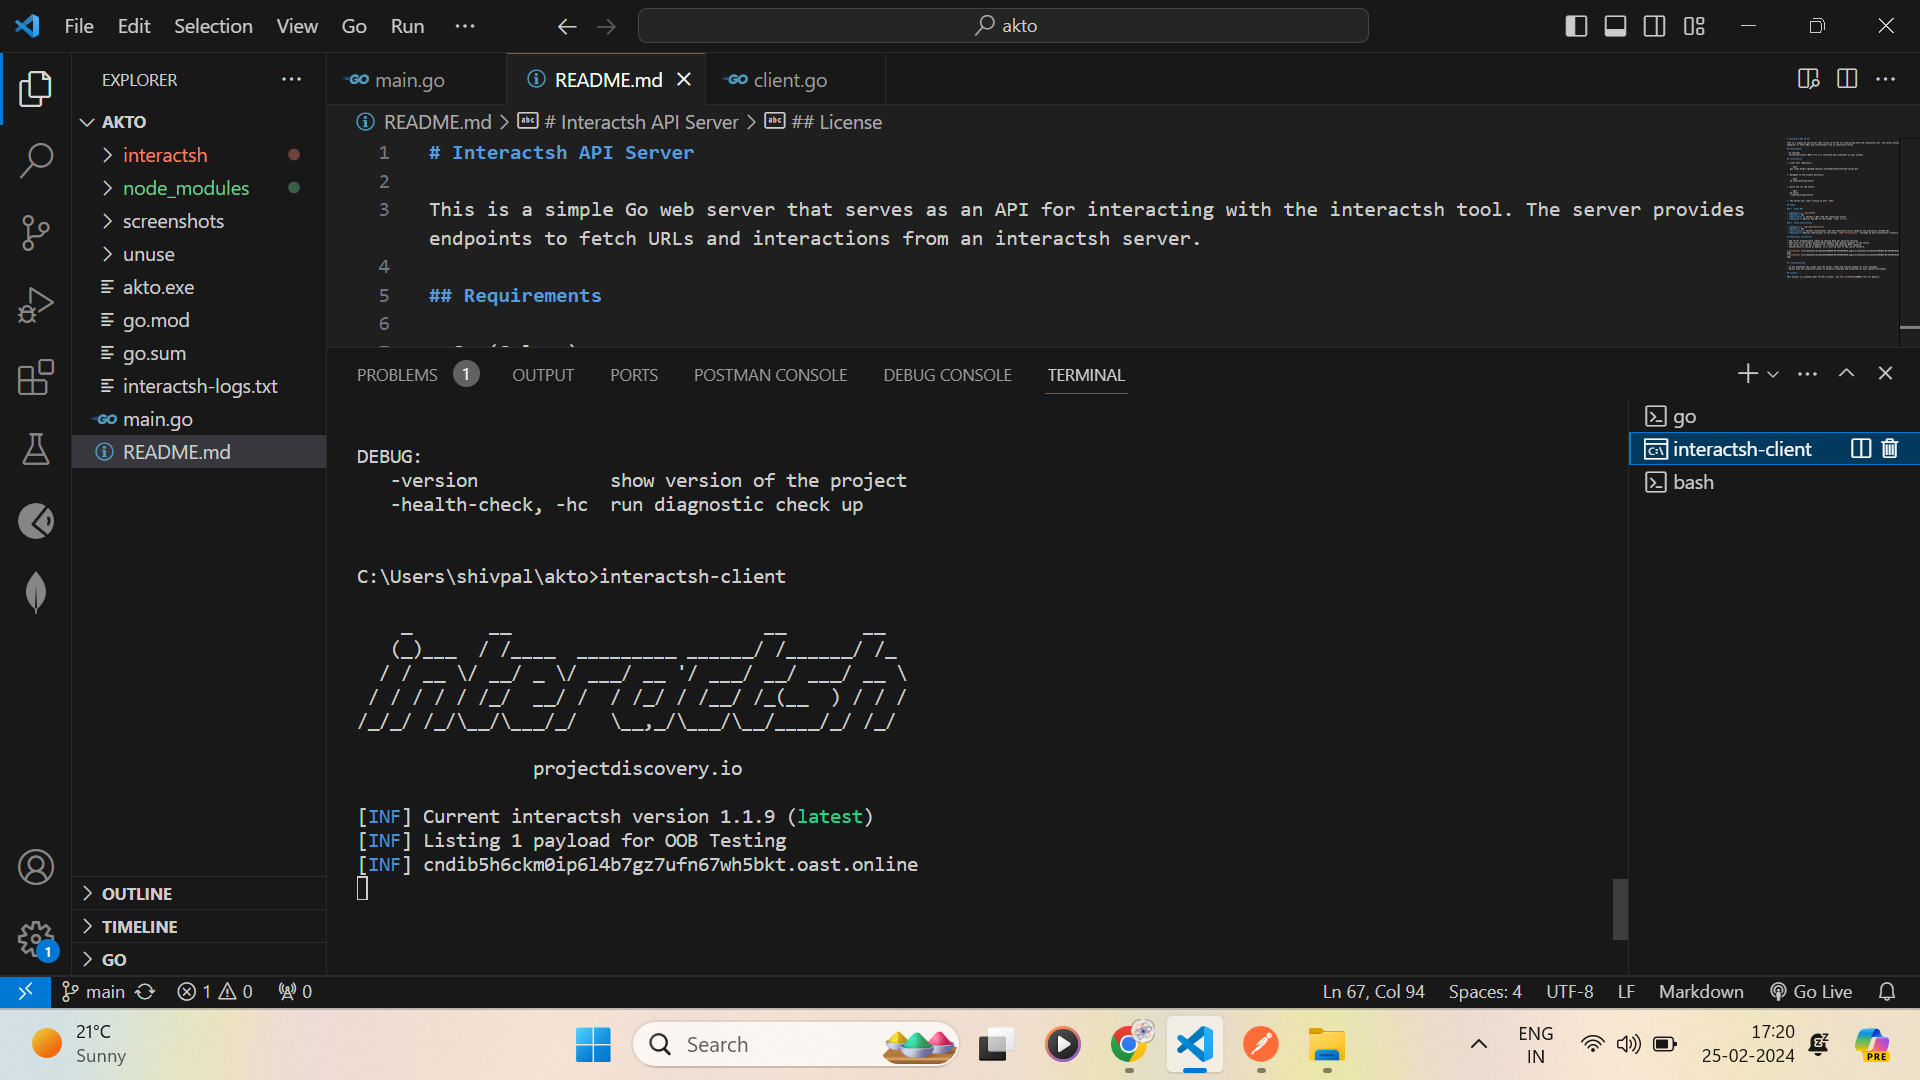 File Edit Selection View Go Run ···
akto
EXPLORER ···
AKTO
interactsh
node_modules
screenshots
unuse
akto.exe
go.mod
go.sum
interactsh-logs.txt
main.go
README.md
OUTLINE
TIMELINE
GO
main.go README.md client.go
README.md > # Interactsh API Server > ## License
1 # Interactsh API Server
2
3 This is a simple Go web server that serves as an API for interacting with the interactsh tool. The server provides
endpoints to fetch URLs and interactions from an interactsh server.
4
5 ## Requirements
6
PROBLEMS 1 OUTPUT PORTS POSTMAN CONSOLE DEBUG CONSOLE TERMINAL
go
interactsh-client
bash
DEBUG:
-version show version of the project
-health-check, -hc run diagnostic check up
C:\Users\shivpal\akto>interactsh-client
interactsh
projectdiscovery.io
[INF] Current interactsh version 1.1.9 (latest)
[INF] Listing 1 payload for OOB Testing
[INF] cndib5h6ckm0ip6l4b7gz7ufn67wh5bkt.oast.online
1
main 1 0 0
Ln 67, Col 94 Spaces: 4 UTF-8 LF Markdown Go Live
21°C
Sunny
Search
ENG
IN
17:20
25-02-2024
PRE